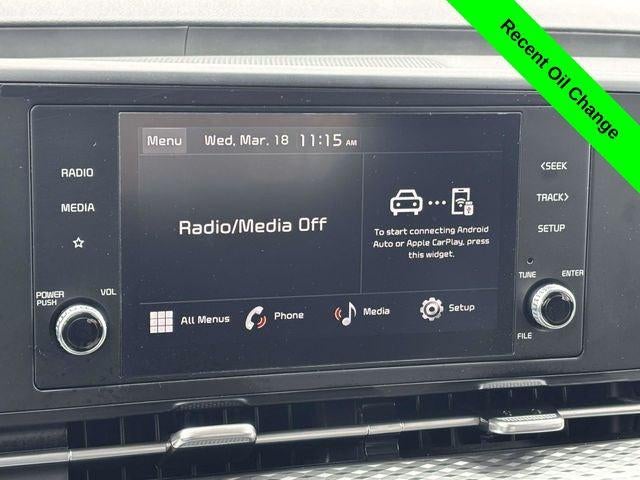 Recent Oil Change
Menu Wed, Mar. 18 11:15 AM
RADIO
MEDIA
POWER
PUSH
VOL
Radio/Media Off
To start connecting Android
Auto or Apple CarPlay, press
this widget.
All Menus
Phone
Media
Setup
<SEEK
TRACK>
SETUP
TUNE
ENTER
FILE